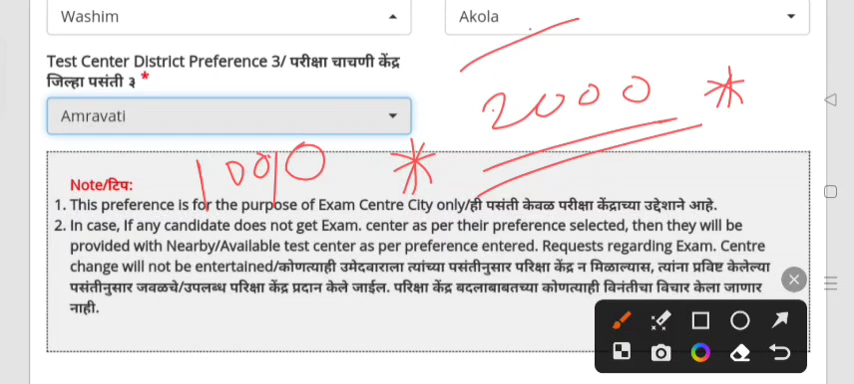 Washim
Akola
Test Center District Preference 3/ परीक्षा चाचणी केंद्र
जिल्हा पसंती ३ *
2000 *
Amravati
1000 *
Note/टिप:
1. This preference is for the purpose of Exam Centre City only/ही पसंती केवळ परीक्षा केंद्राच्या उद्देशाने आहे.
2. In case, If any candidate does not get Exam. center as per their preference selected, then they will be
provided with Nearby/Available test center as per preference entered. Requests regarding Exam. Centre
change will not be entertained/कोणत्याही उमेदवाराला त्यांच्या पसंतीनुसार परिक्षा केंद्र न मिळाल्यास, त्यांना प्रविष्ट केलेल्या
पसंतीनुसार जवळचे/उपलब्ध परिक्षा केंद्र प्रदान केले जाईल. परिक्षा केंद्र बदलाबाबतच्या कोणत्याही विनंतीचा विचार केला जाणार
नाही.